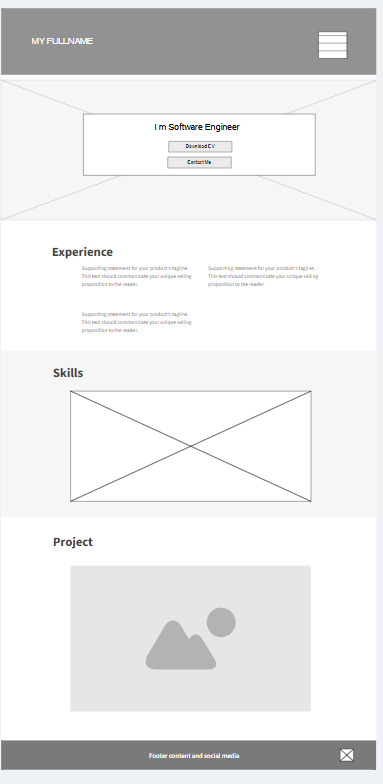 MY FULLNAME
I m Software Engineer
Download CV
Contact Me
Experience
Supporting statement for your product's tagline.
This text should communicate your unique selling
proposition to the reader.
Supporting statement for your product's tagline.
This text should communicate your unique selling
proposition to the reader.
Supporting statement for your product's tagline.
This text should communicate your unique selling
proposition to the reader.
Skills
Project
Footer content and social media